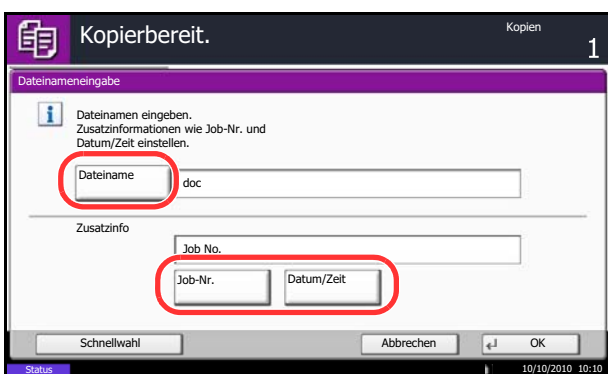 Kopierbereit.
Kopien
1
Dateinameneingabe
Dateinamen eingeben.
Zusatzinformationen wie Job-Nr. und
Datum/Zeit einstellen.
Dateiname
doc
Zusatzinfo
Job No.
Job-Nr. Datum/Zeit
Schnellwahl Abbrechen OK
Status 10/10/2010 10:10